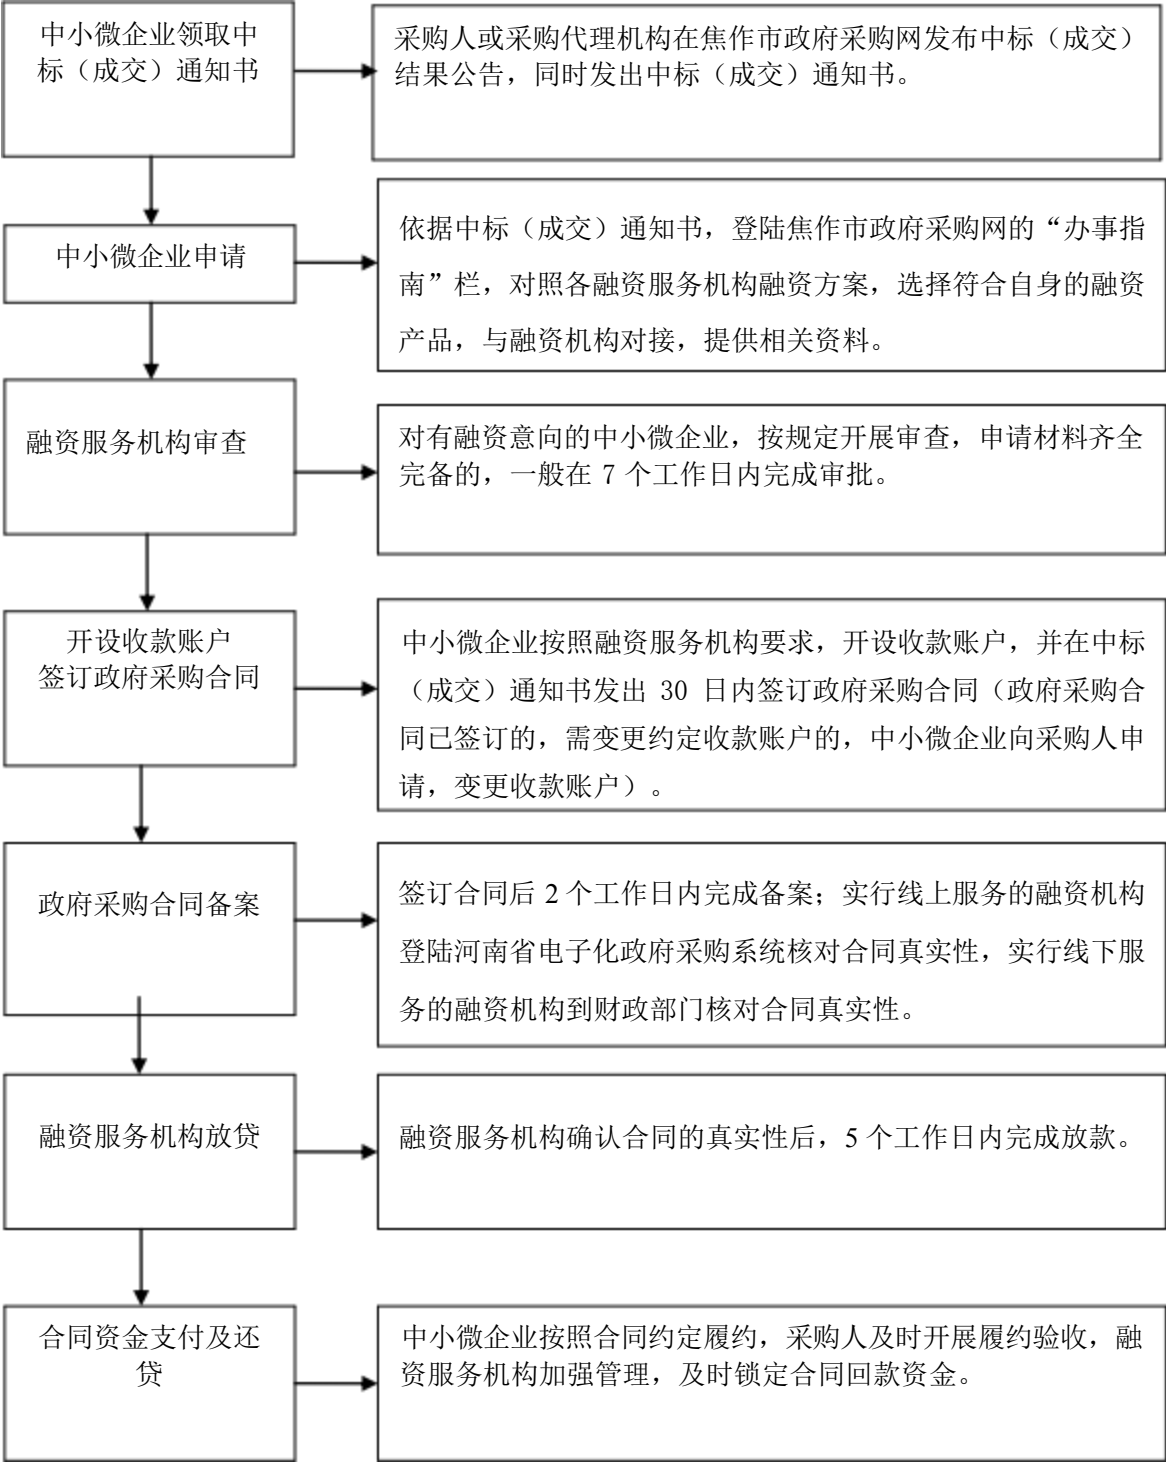 中小微企业领取中
标（成交）通知书
采购人或采购代理机构在焦作市政府采购网发布中标（成交）
结果公告，同时发出中标（成交）通知书。
中小微企业申请
依据中标（成交）通知书，登陆焦作市政府采购网的“办事指
南”栏，对照各融资服务机构融资方案，选择符合自身的融资
产品，与融资机构对接，提供相关资料。
融资服务机构审查
对有融资意向的中小微企业，按规定开展审查，申请材料齐全
完备的，一般在 7 个工作日内完成审批。
开设收款账户
签订政府采购合同
中小微企业按照融资服务机构要求，开设收款账户，并在中标
（成交）通知书发出 30 日内签订政府采购合同（政府采购合
同已签订的，需变更约定收款账户的，中小微企业向采购人申
请，变更收款账户）。
政府采购合同备案
签订合同后 2 个工作日内完成备案；实行线上服务的融资机构
登陆河南省电子化政府采购系统核对合同真实性，实行线下服
务的融资机构到财政部门核对合同真实性。
融资服务机构放贷
融资服务机构确认合同的真实性后，5 个工作日内完成放款。
合同资金支付及还
贷
中小微企业按照合同约定履约，采购人及时开展履约验收，融
资服务机构加强管理，及时锁定合同回款资金。